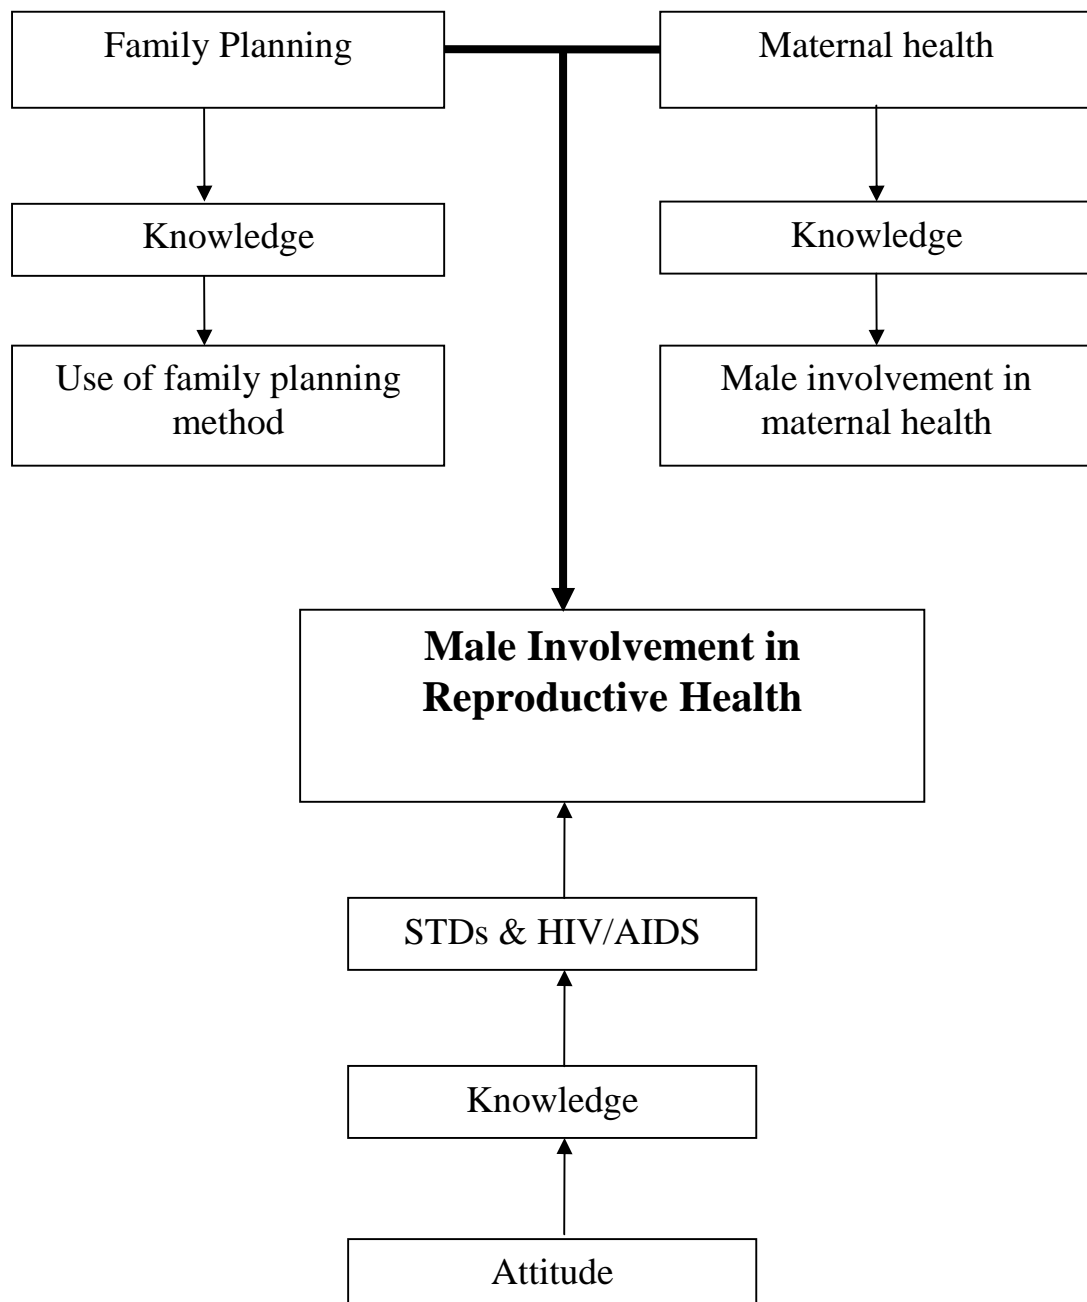 Family Planning
Maternal health
Knowledge
Knowledge
Use of family planning
method
Male involvement in
maternal health
Male Involvement in
Reproductive Health
STDs & HIV/AIDS
Knowledge
Attitude